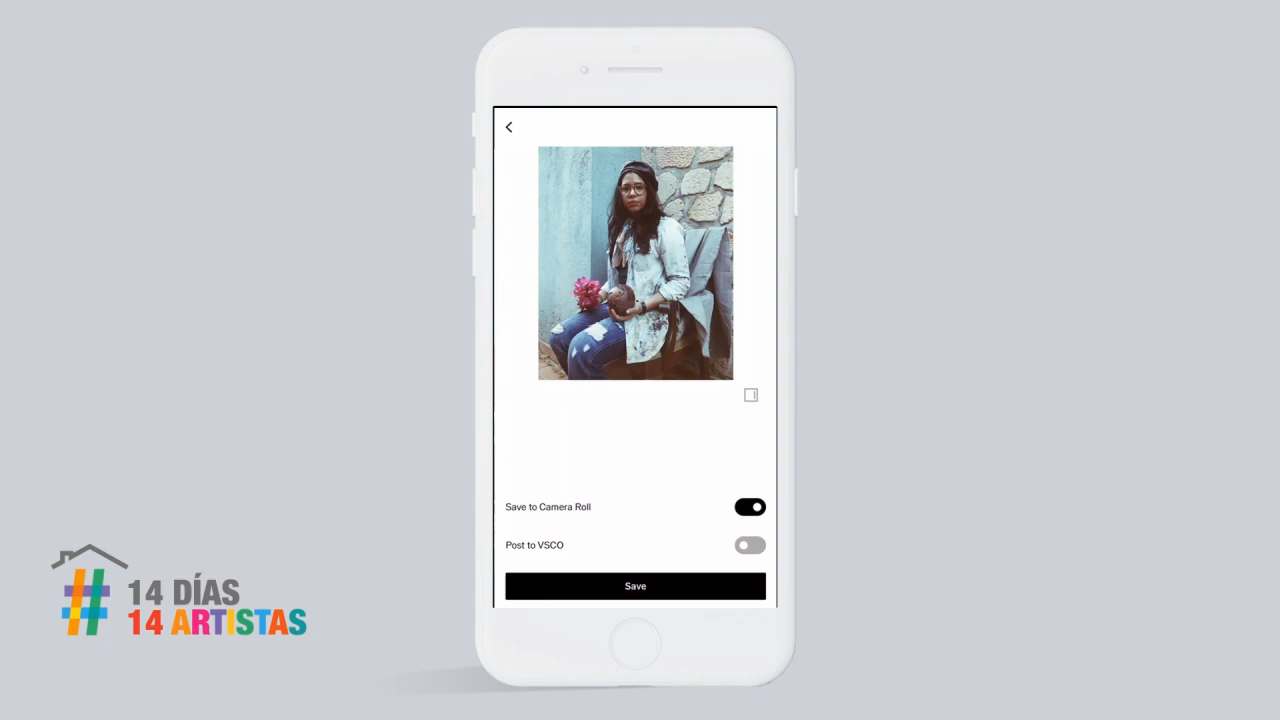 Save to Camera Roll
Post to VSCO
Save
# 14 DÍAS
14 ARTISTAS